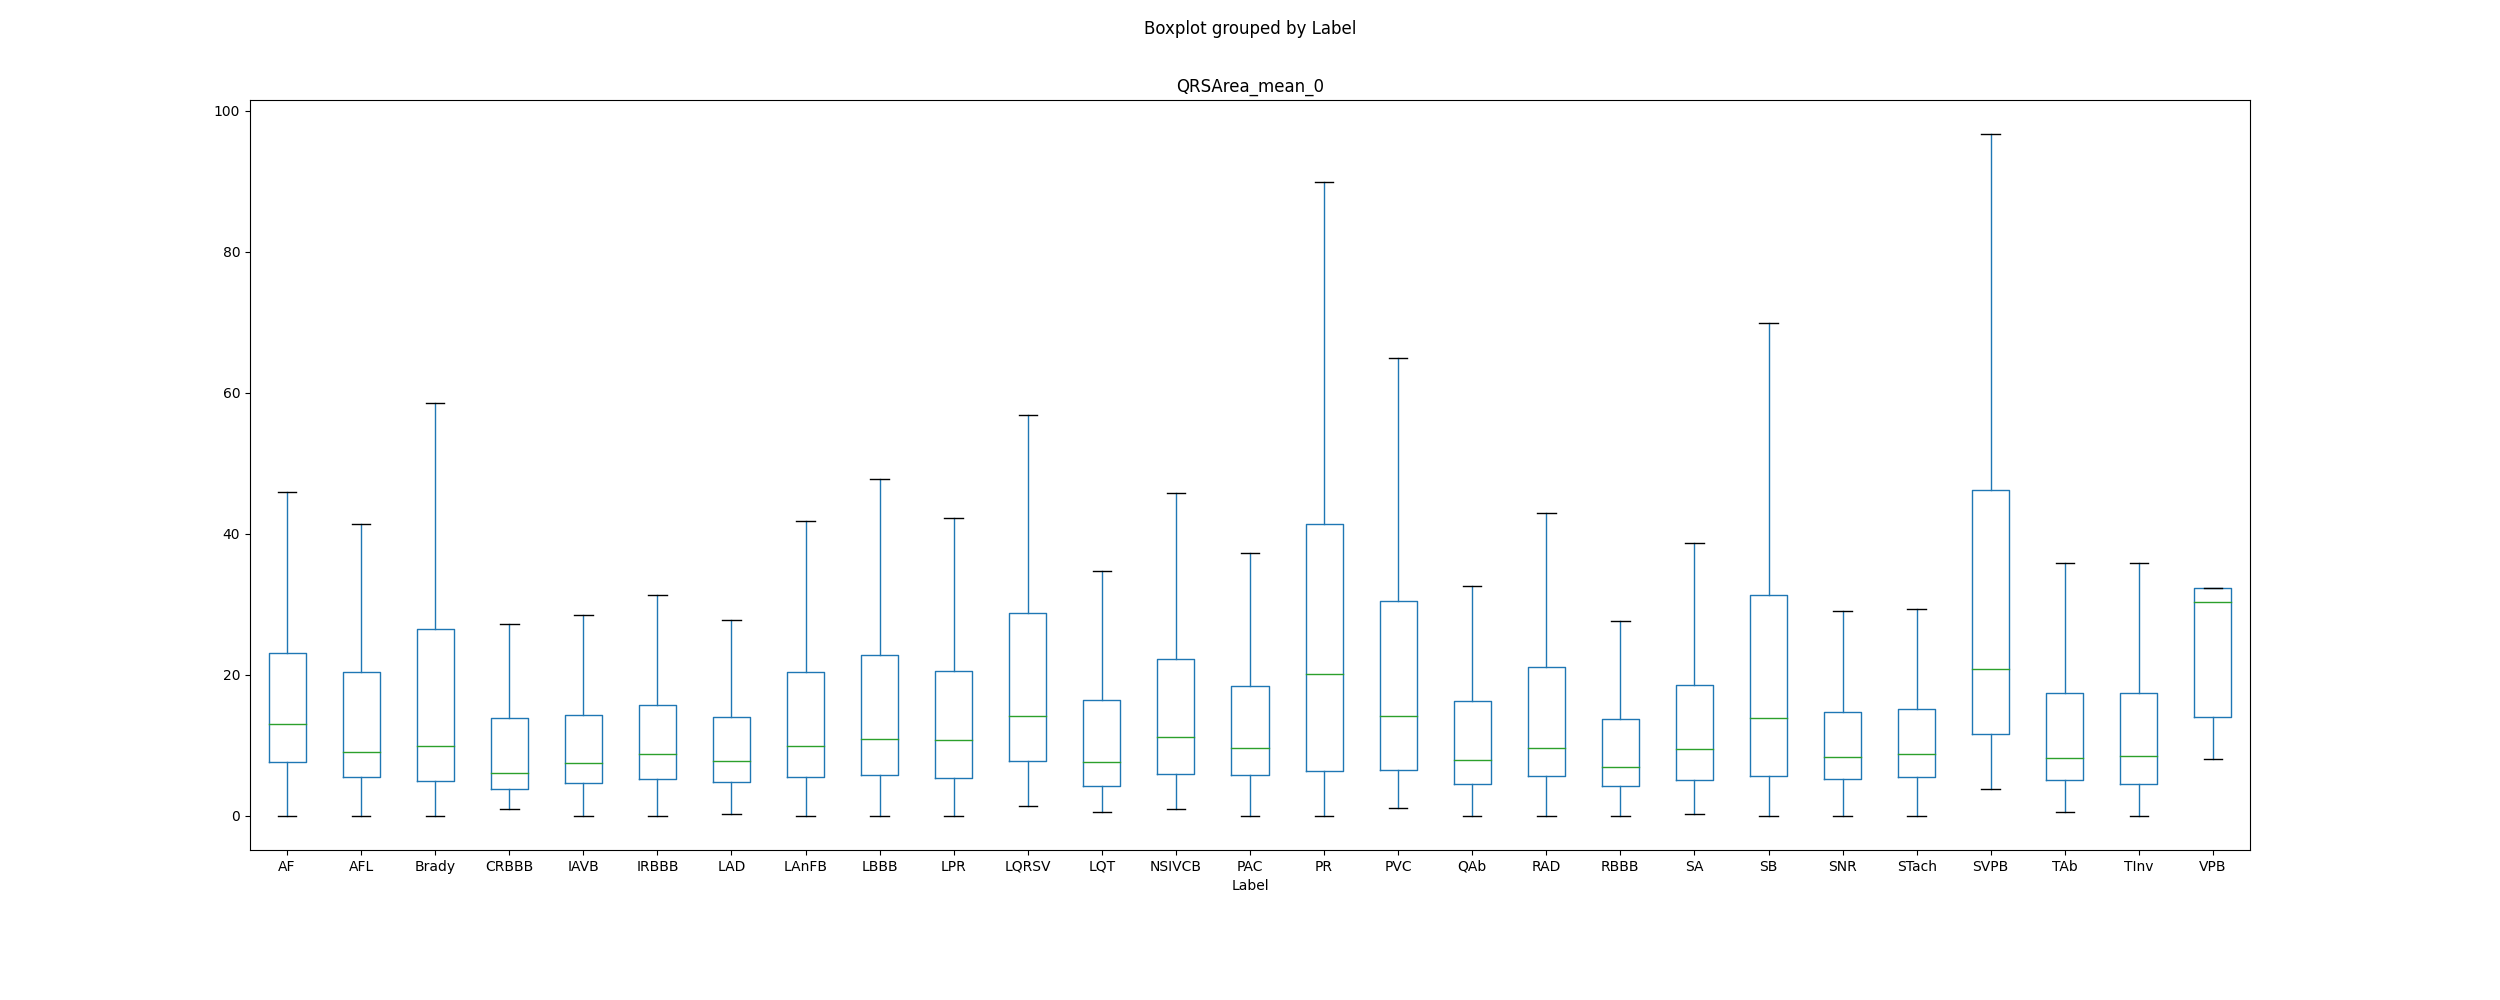 Boxplot grouped by Label
QRSArea_mean_0
100
80
60
40
20
0
AF AFL Brady CRBBB IAVB IRBBB LAD LAnFB LBBB LPR LQRSV LQT NSIVCB PAC PR PVC QAb RAD RBBB SA SB SNR STach SVPB TAb TInv VPB
Label